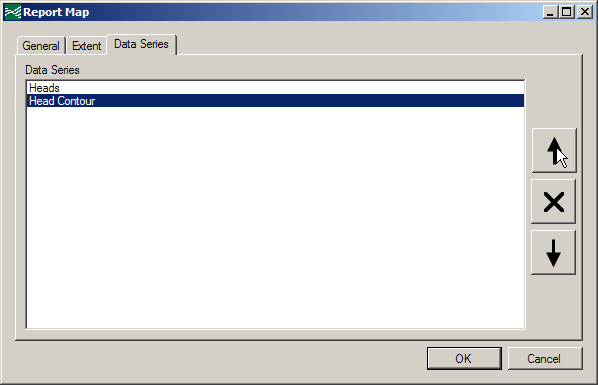 Report Map
General Extent Data Series
Data Series
Heads
Head Contour
OK Cancel